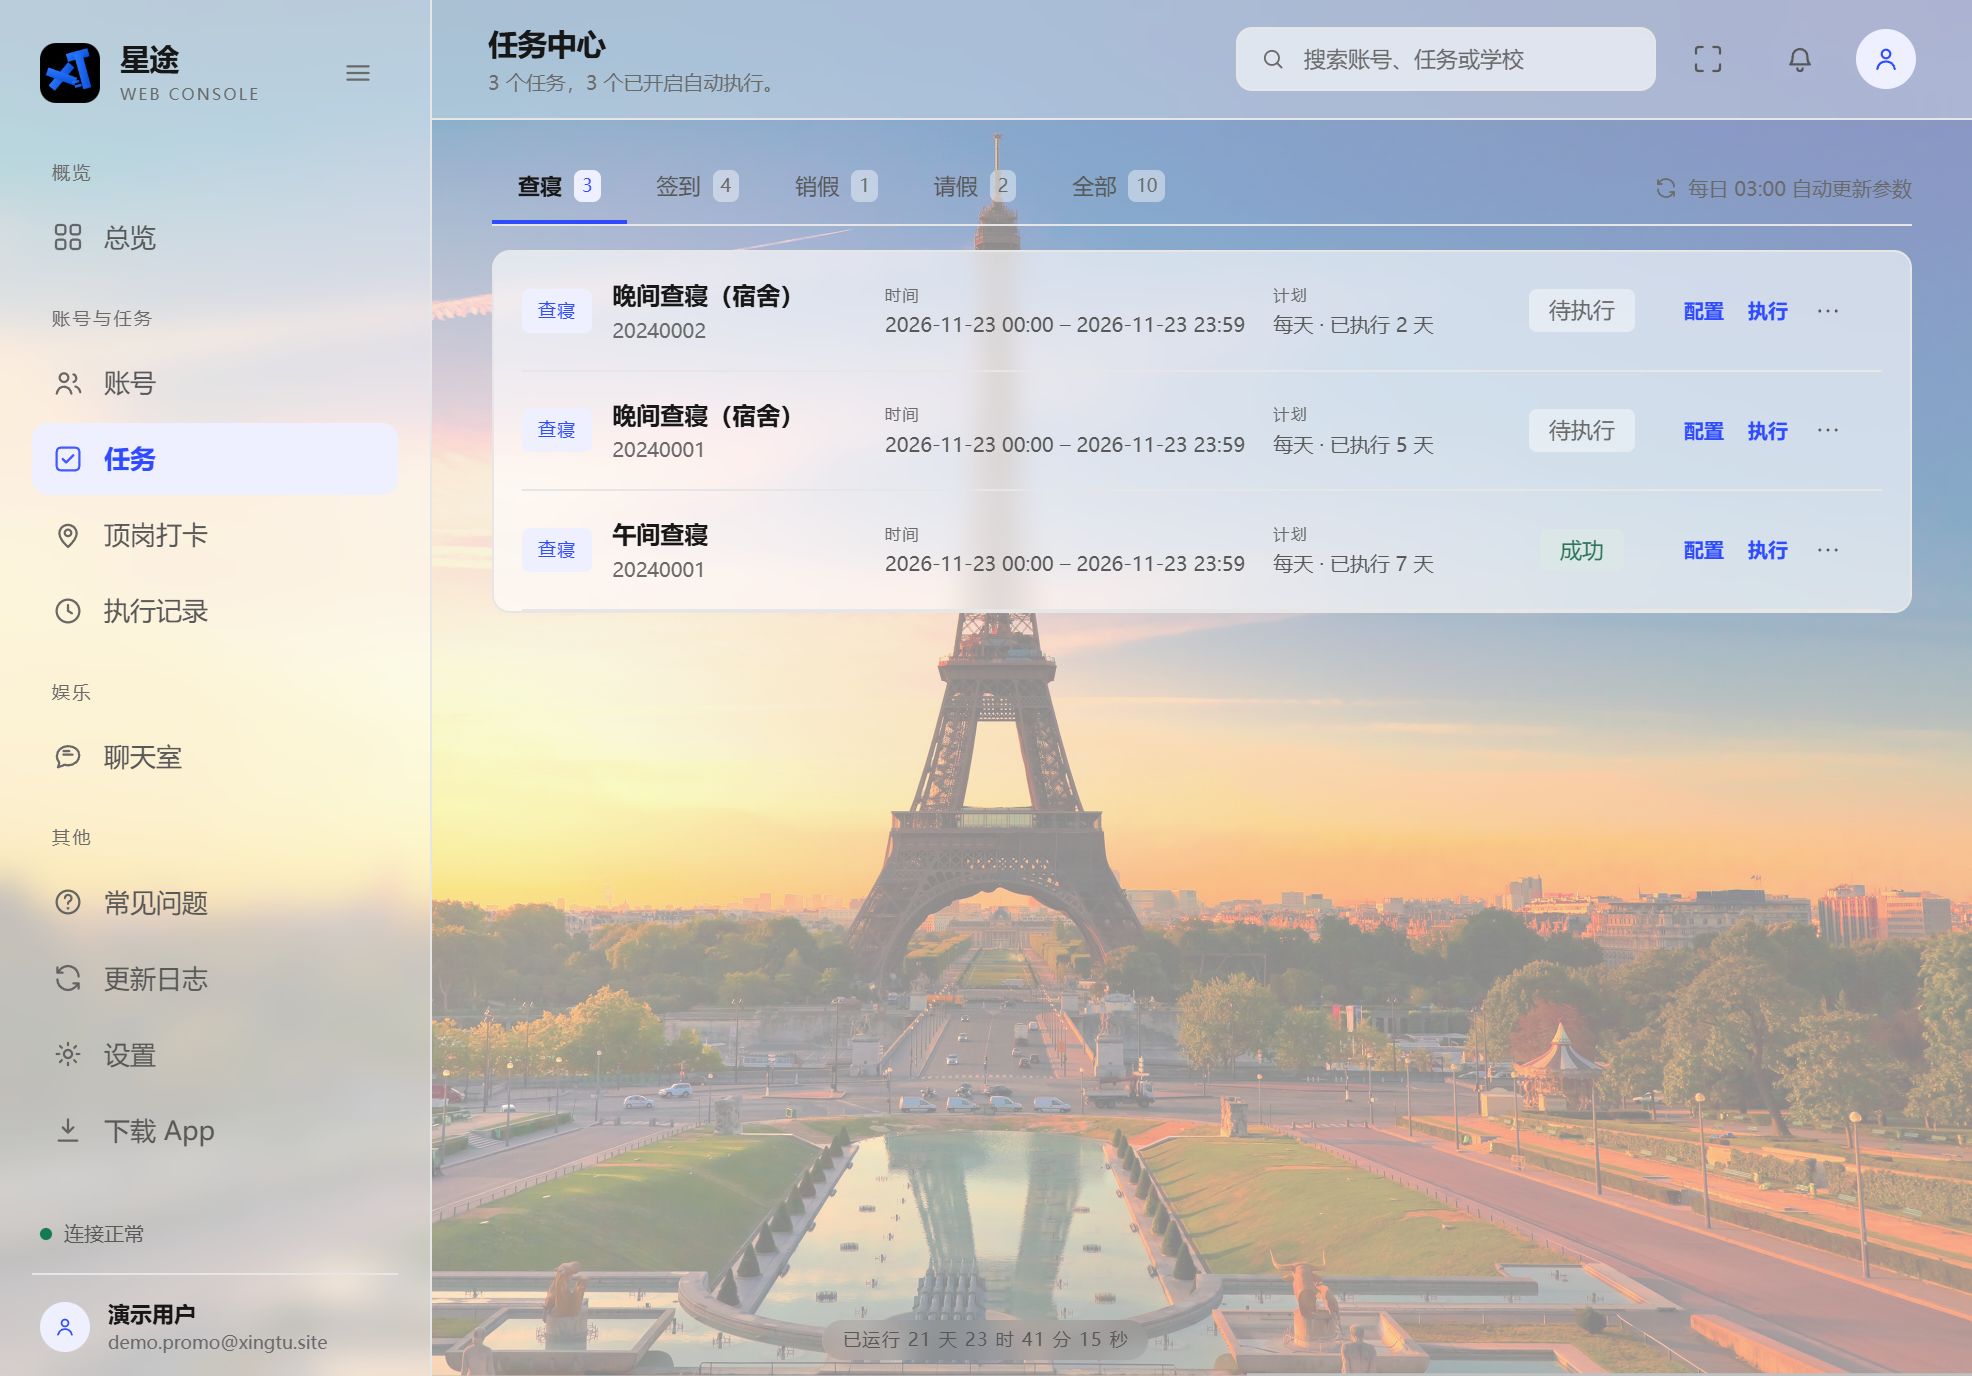 星途
WEB CONSOLE
概览
总览
账号与任务
账号
任务
顶岗打卡
执行记录
娱乐
聊天室
其他
常见问题
更新日志
设置
下载 App
连接正常
演示用户
demo.promo@xingtu.site
任务中心
3 个任务，3 个已开启自动执行。
搜索账号、任务或学校
查寝 3 签到 4 销假 1 请假 2 全部 10
每日 03:00 自动更新参数
查寝
晚间查寝（宿舍）
20240002
时间
2026-11-23 00:00 – 2026-11-23 23:59
计划
每天 · 已执行 2 天
待执行
配置 执行 ···
查寝
晚间查寝（宿舍）
20240001
时间
2026-11-23 00:00 – 2026-11-23 23:59
计划
每天 · 已执行 5 天
待执行
配置 执行 ···
查寝
午间查寝
20240001
时间
2026-11-23 00:00 – 2026-11-23 23:59
计划
每天 · 已执行 7 天
成功
配置 执行 ···
已运行 21 天 23 时 41 分 15 秒